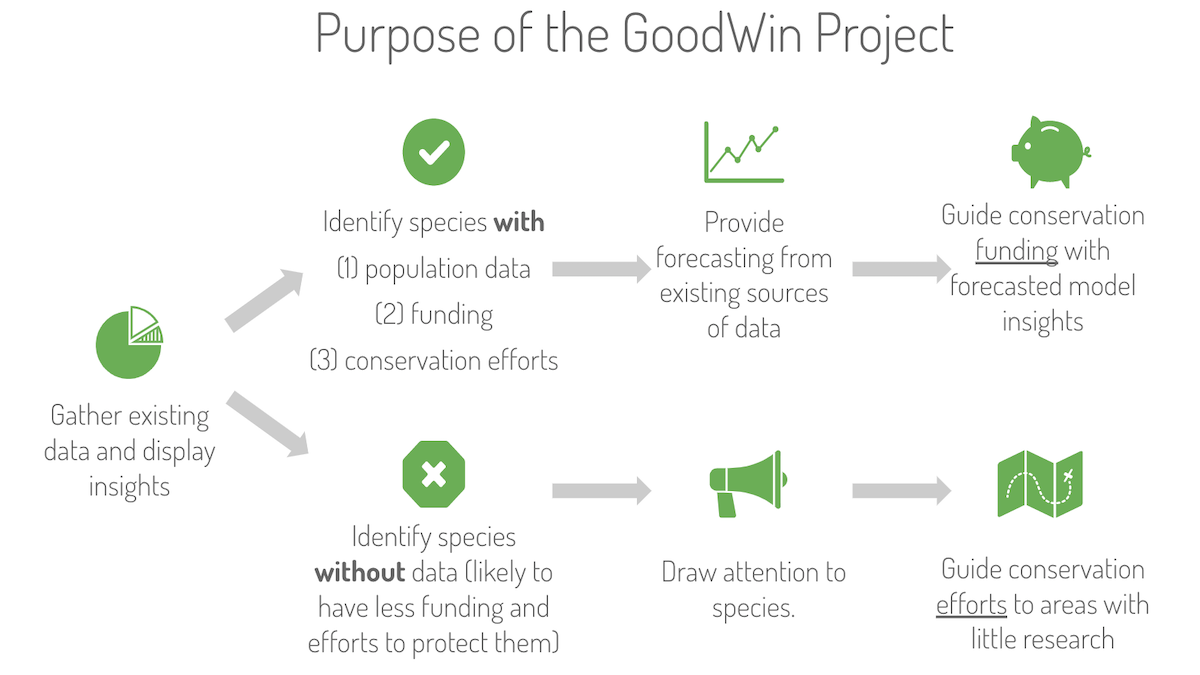 Purpose of the GoodWin Project
Gather existing
data and display
insights
Identify species with
(1) population data
(2) funding
(3) conservation efforts
Provide
forecasting from
existing sources
of data
Guide conservation
funding with
forecasted model
insights
Identify species
without data (likely to
have less funding and
efforts to protect them)
Draw attention to
species.
Guide conservation
efforts to areas with
little research